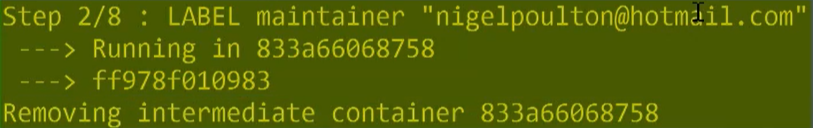 Step 2/8 : LABEL maintainer "nigelpoulton@hotmail.com"
 ---> Running in 833a66068758
 ---> ff978f010983
Removing intermediate container 833a66068758